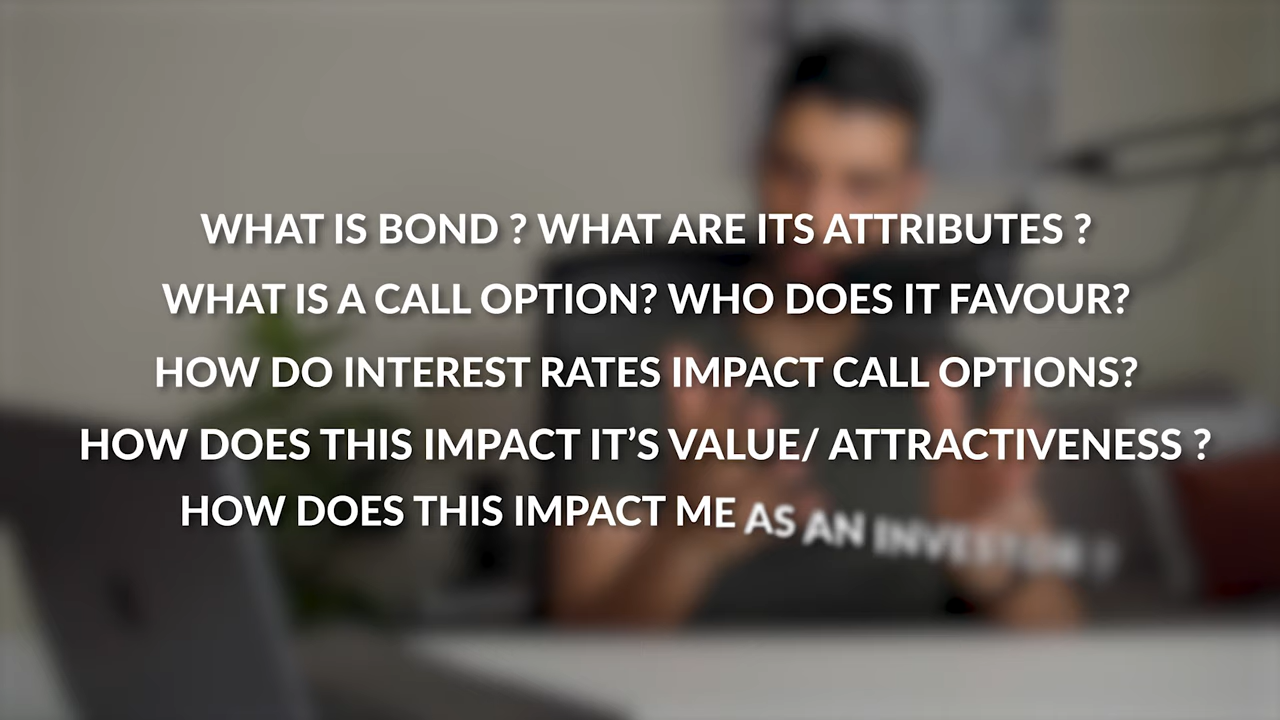 WHAT IS BOND ? WHAT ARE ITS ATTRIBUTES ?
WHAT IS A CALL OPTION? WHO DOES IT FAVOUR?
HOW DO INTEREST RATES IMPACT CALL OPTIONS?
HOW DOES THIS IMPACT IT’S VALUE/ ATTRACTIVENESS ?
HOW DOES THIS IMPACT ME AS AN INVESTOR ?